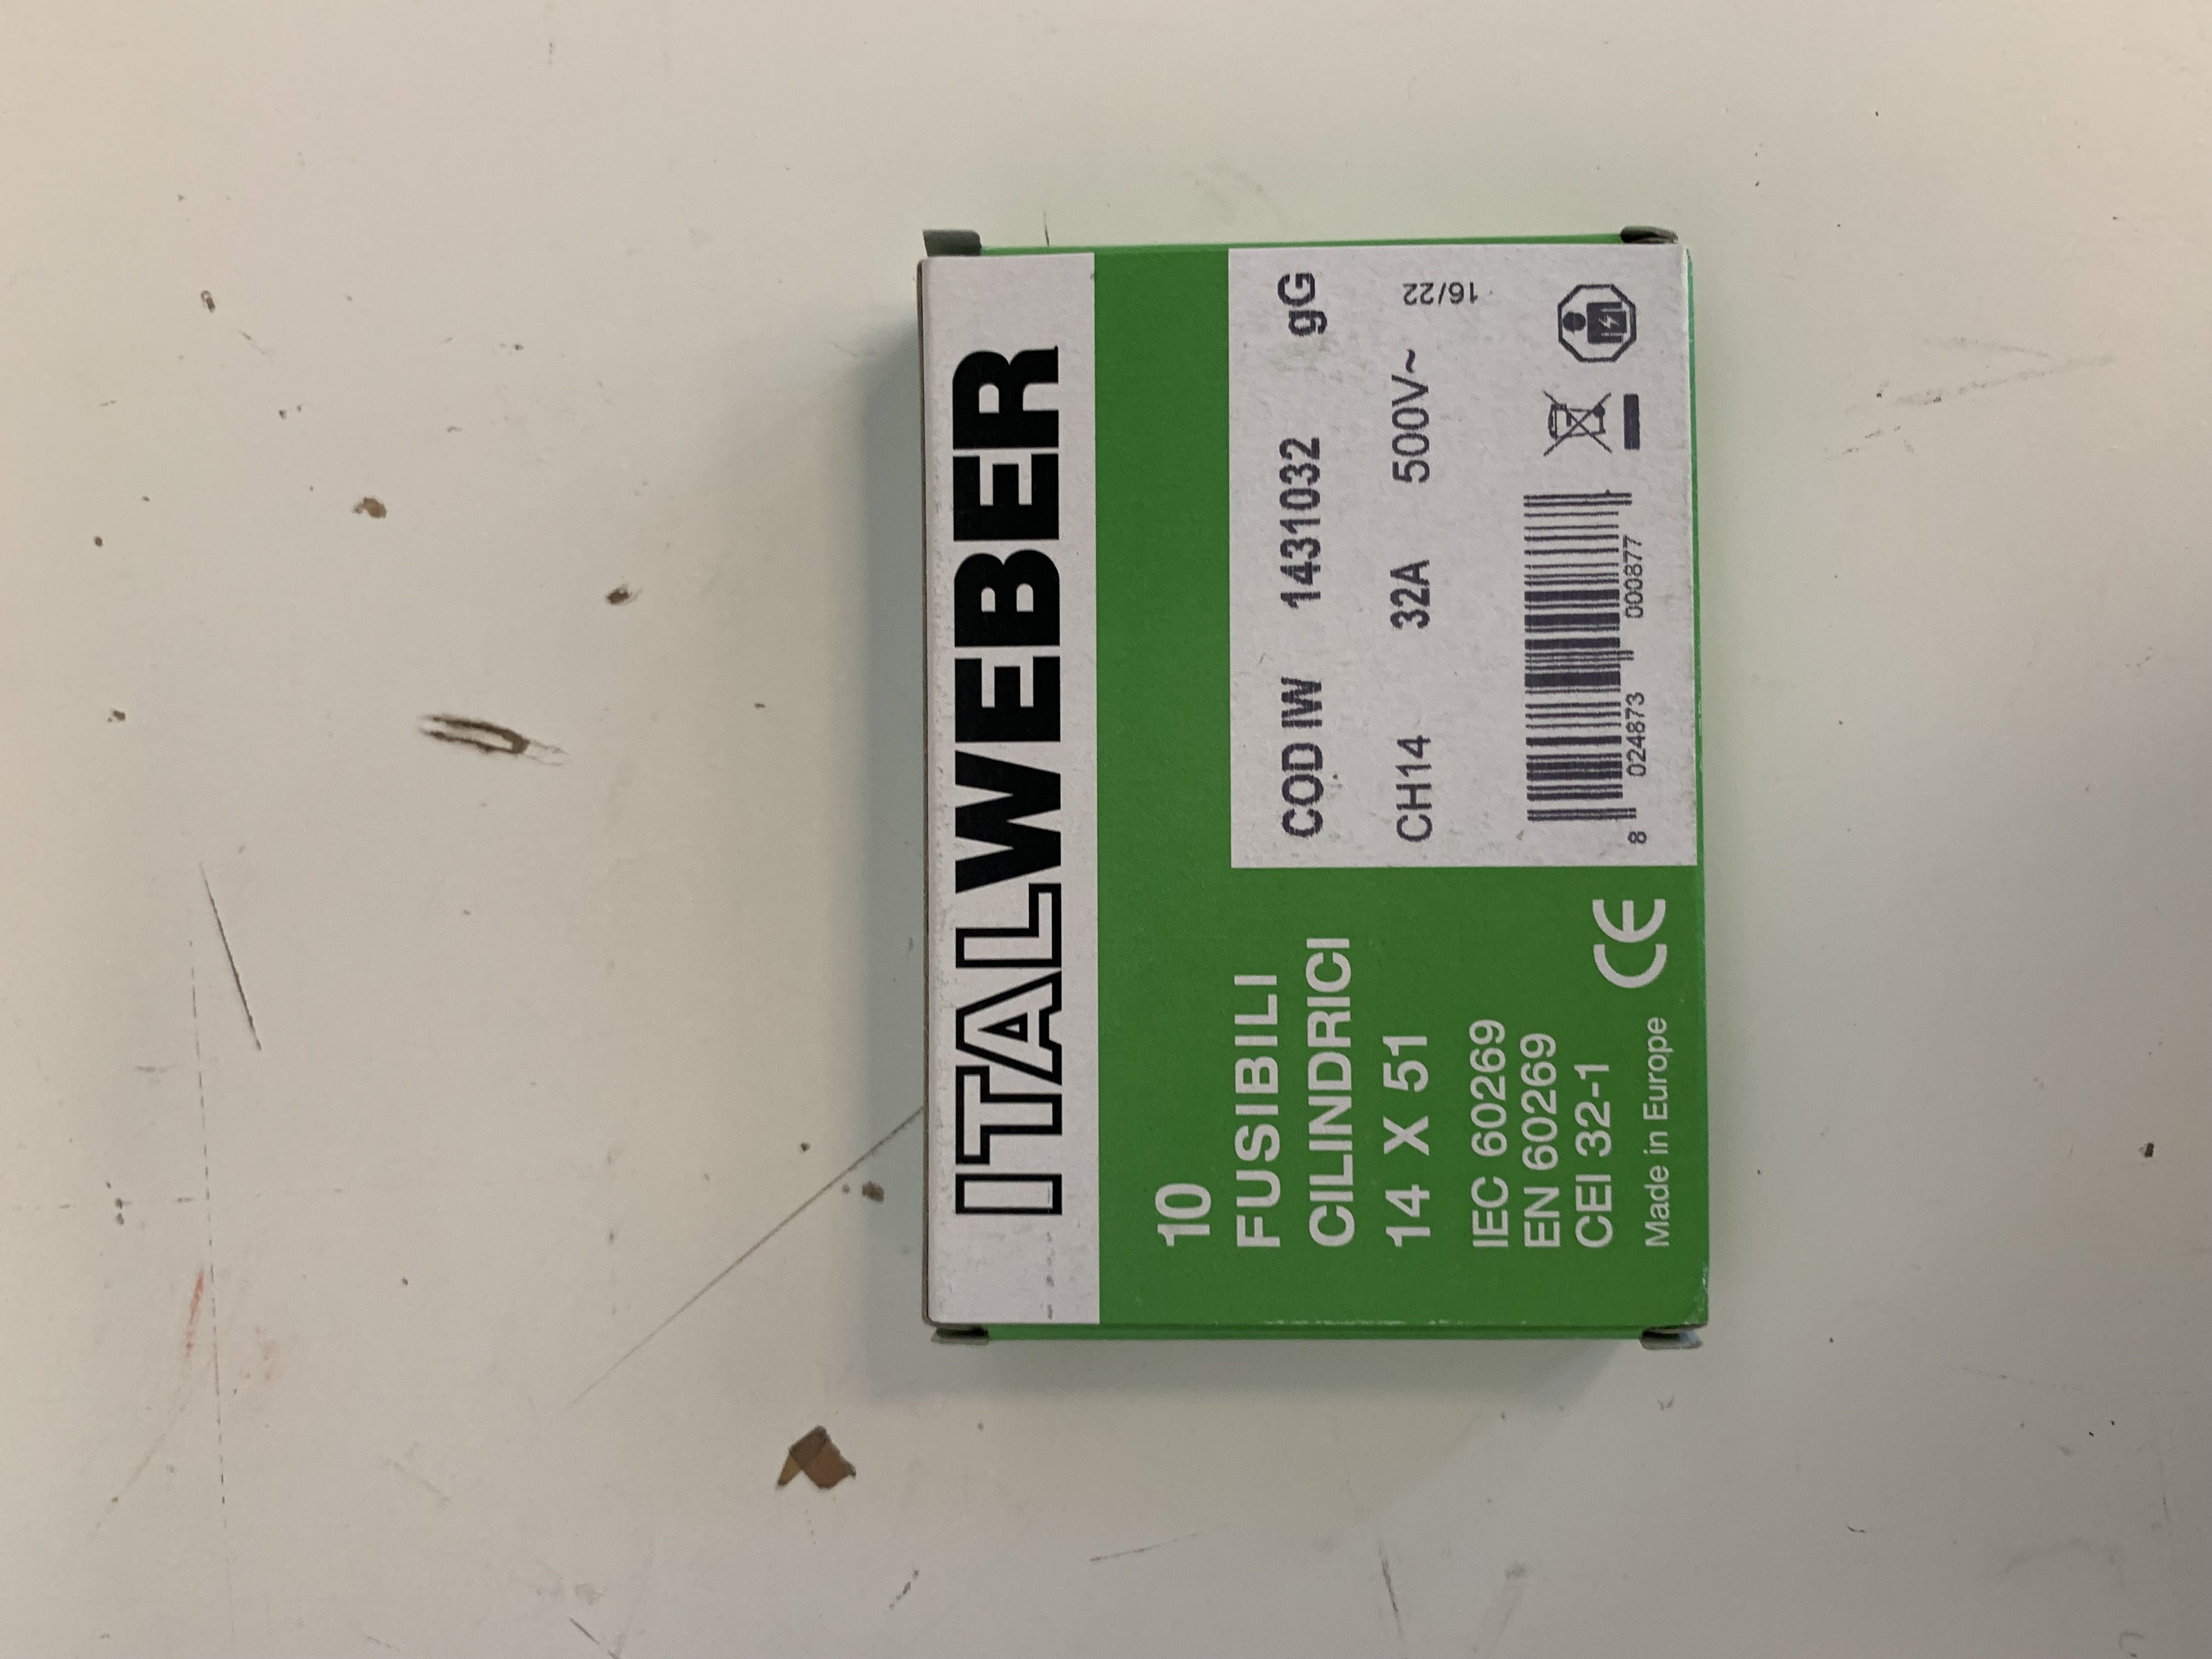 ITALWEBER
10
FUSIBILI
CILINDRICI
14 X 51
IEC 60269
EN 60269
CEI 32-1
Made in Europe CE
COD IW 1431032 gG
CH14 32A 500V~
16/22
8 024873 000877